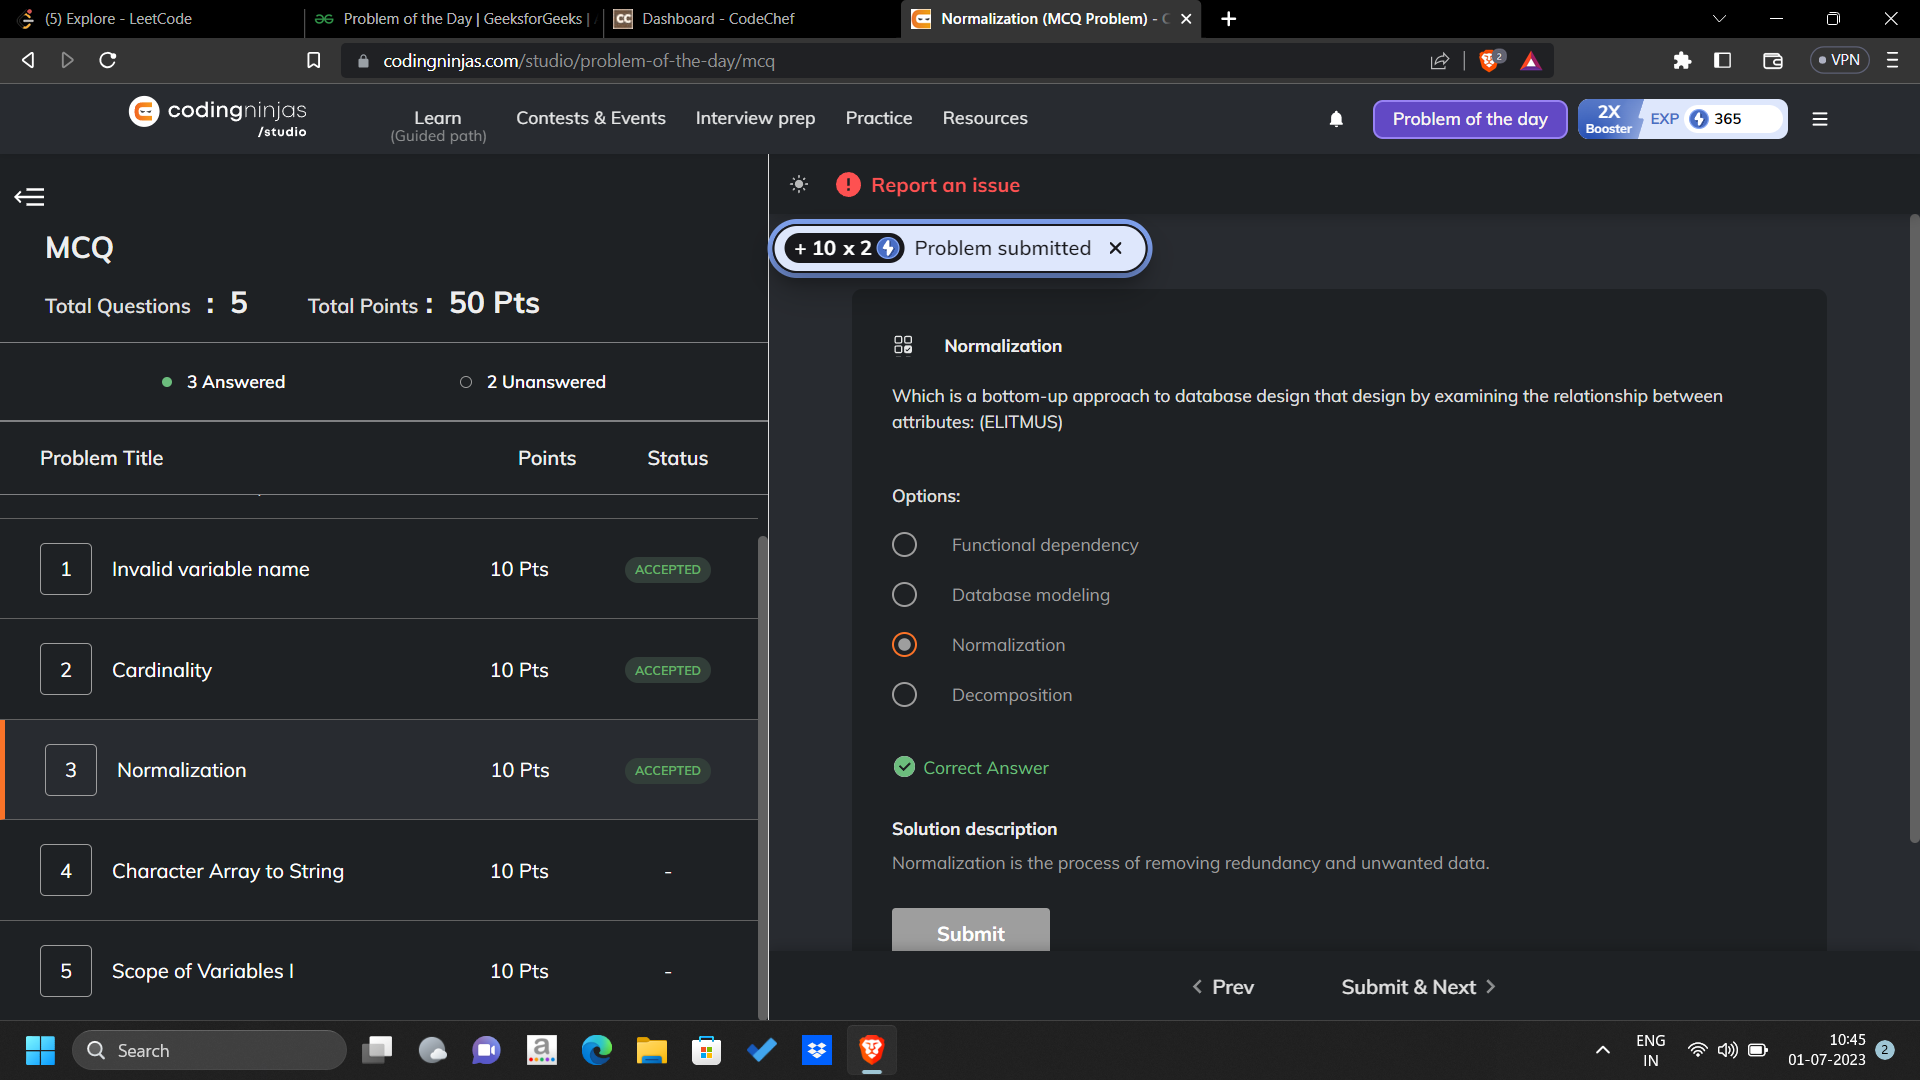 (5) Explore - LeetCode
Problem of the Day | GeeksforGeeks |
CC Dashboard - CodeChef
Normalization (MCQ Problem) - C
codingninjas.com/studio/problem-of-the-day/mcq
2
VPN
codingninjas
/studio
Learn
(Guided path)
Contests & Events
Interview prep
Practice
Resources
Problem of the day
2X
Booster
EXP
365
MCQ
Total Questions : 5 Total Points : 50 Pts
3 Answered 2 Unanswered
Problem Title Points Status
1 Invalid variable name 10 Pts ACCEPTED
2 Cardinality 10 Pts ACCEPTED
3 Normalization 10 Pts ACCEPTED
4 Character Array to String 10 Pts -
5 Scope of Variables I 10 Pts -
! Report an issue
+ 10 x 2 Problem submitted
Normalization
Which is a bottom-up approach to database design that design by examining the relationship between
attributes: (ELITMUS)
Options:
Functional dependency
Database modeling
Normalization
Decomposition
Correct Answer
Solution description
Normalization is the process of removing redundancy and unwanted data.
Submit
Prev
Submit & Next
Search
a
ENG
IN
10:45
01-07-2023
2